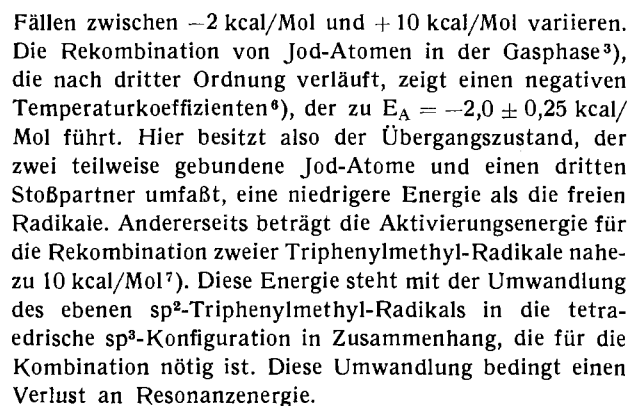 Fällen zwischen −2 kcal/Mol und + 10 kcal/Mol variieren.
Die Rekombination von Jod-Atomen in der Gasphase³),
die nach dritter Ordnung verläuft, zeigt einen negativen
Temperaturkoeffizienten⁶), der zu E_A = −2,0 ± 0,25 kcal/
Mol führt. Hier besitzt also der Übergangszustand, der
zwei teilweise gebundene Jod-Atome und einen dritten
Stoßpartner umfaßt, eine niedrigere Energie als die freien
Radikale. Andererseits beträgt die Aktivierungsenergie für
die Rekombination zweier Triphenylmethyl-Radikale nahe-
zu 10 kcal/Mol⁷). Diese Energie steht mit der Umwandlung
des ebenen sp²-Triphenylmethyl-Radikals in die tetra-
edrische sp³-Konfiguration in Zusammenhang, die für die
Kombination nötig ist. Diese Umwandlung bedingt einen
Verlust an Resonanzenergie.